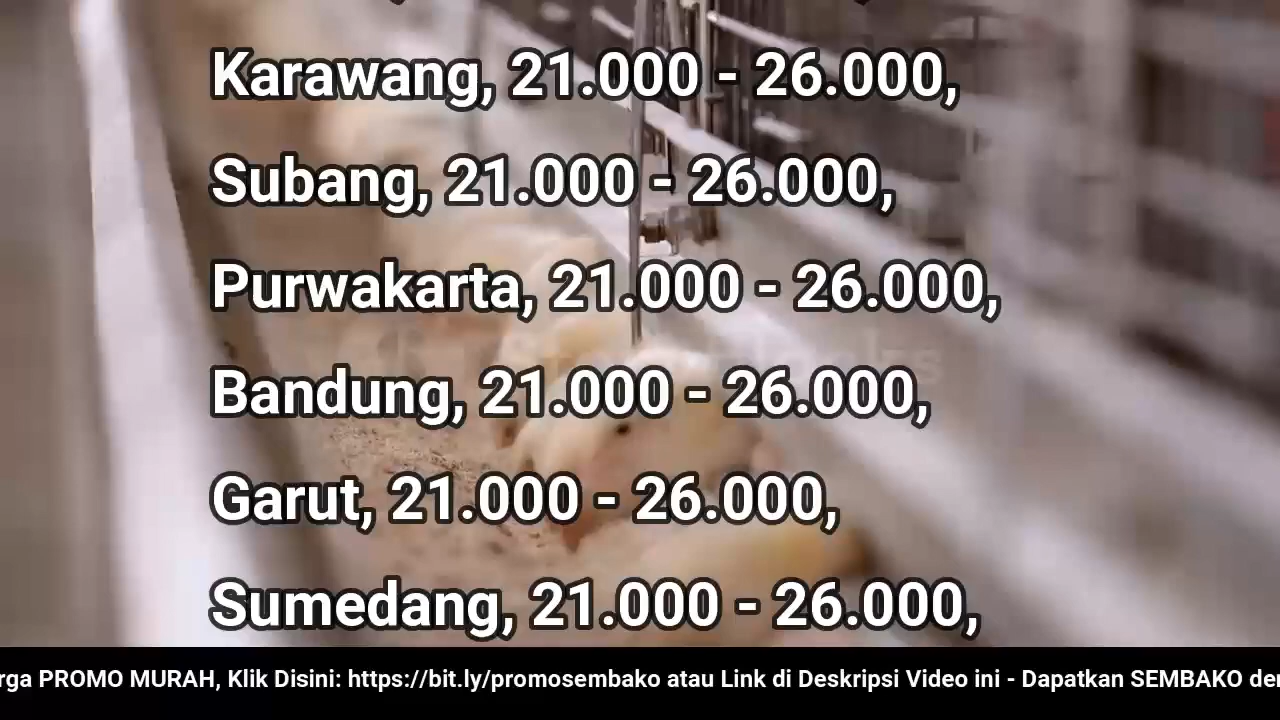 Karawang, 21.000 - 26.000,
Subang, 21.000 - 26.000,
Purwakarta, 21.000 - 26.000,
Bandung, 21.000 - 26.000,
Garut, 21.000 - 26.000,
Sumedang, 21.000 - 26.000,
PROMO MURAH, Klik Disini: https://bit.ly/promosembako atau Link di Deskripsi Video ini - Dapatkan SEMBAKO